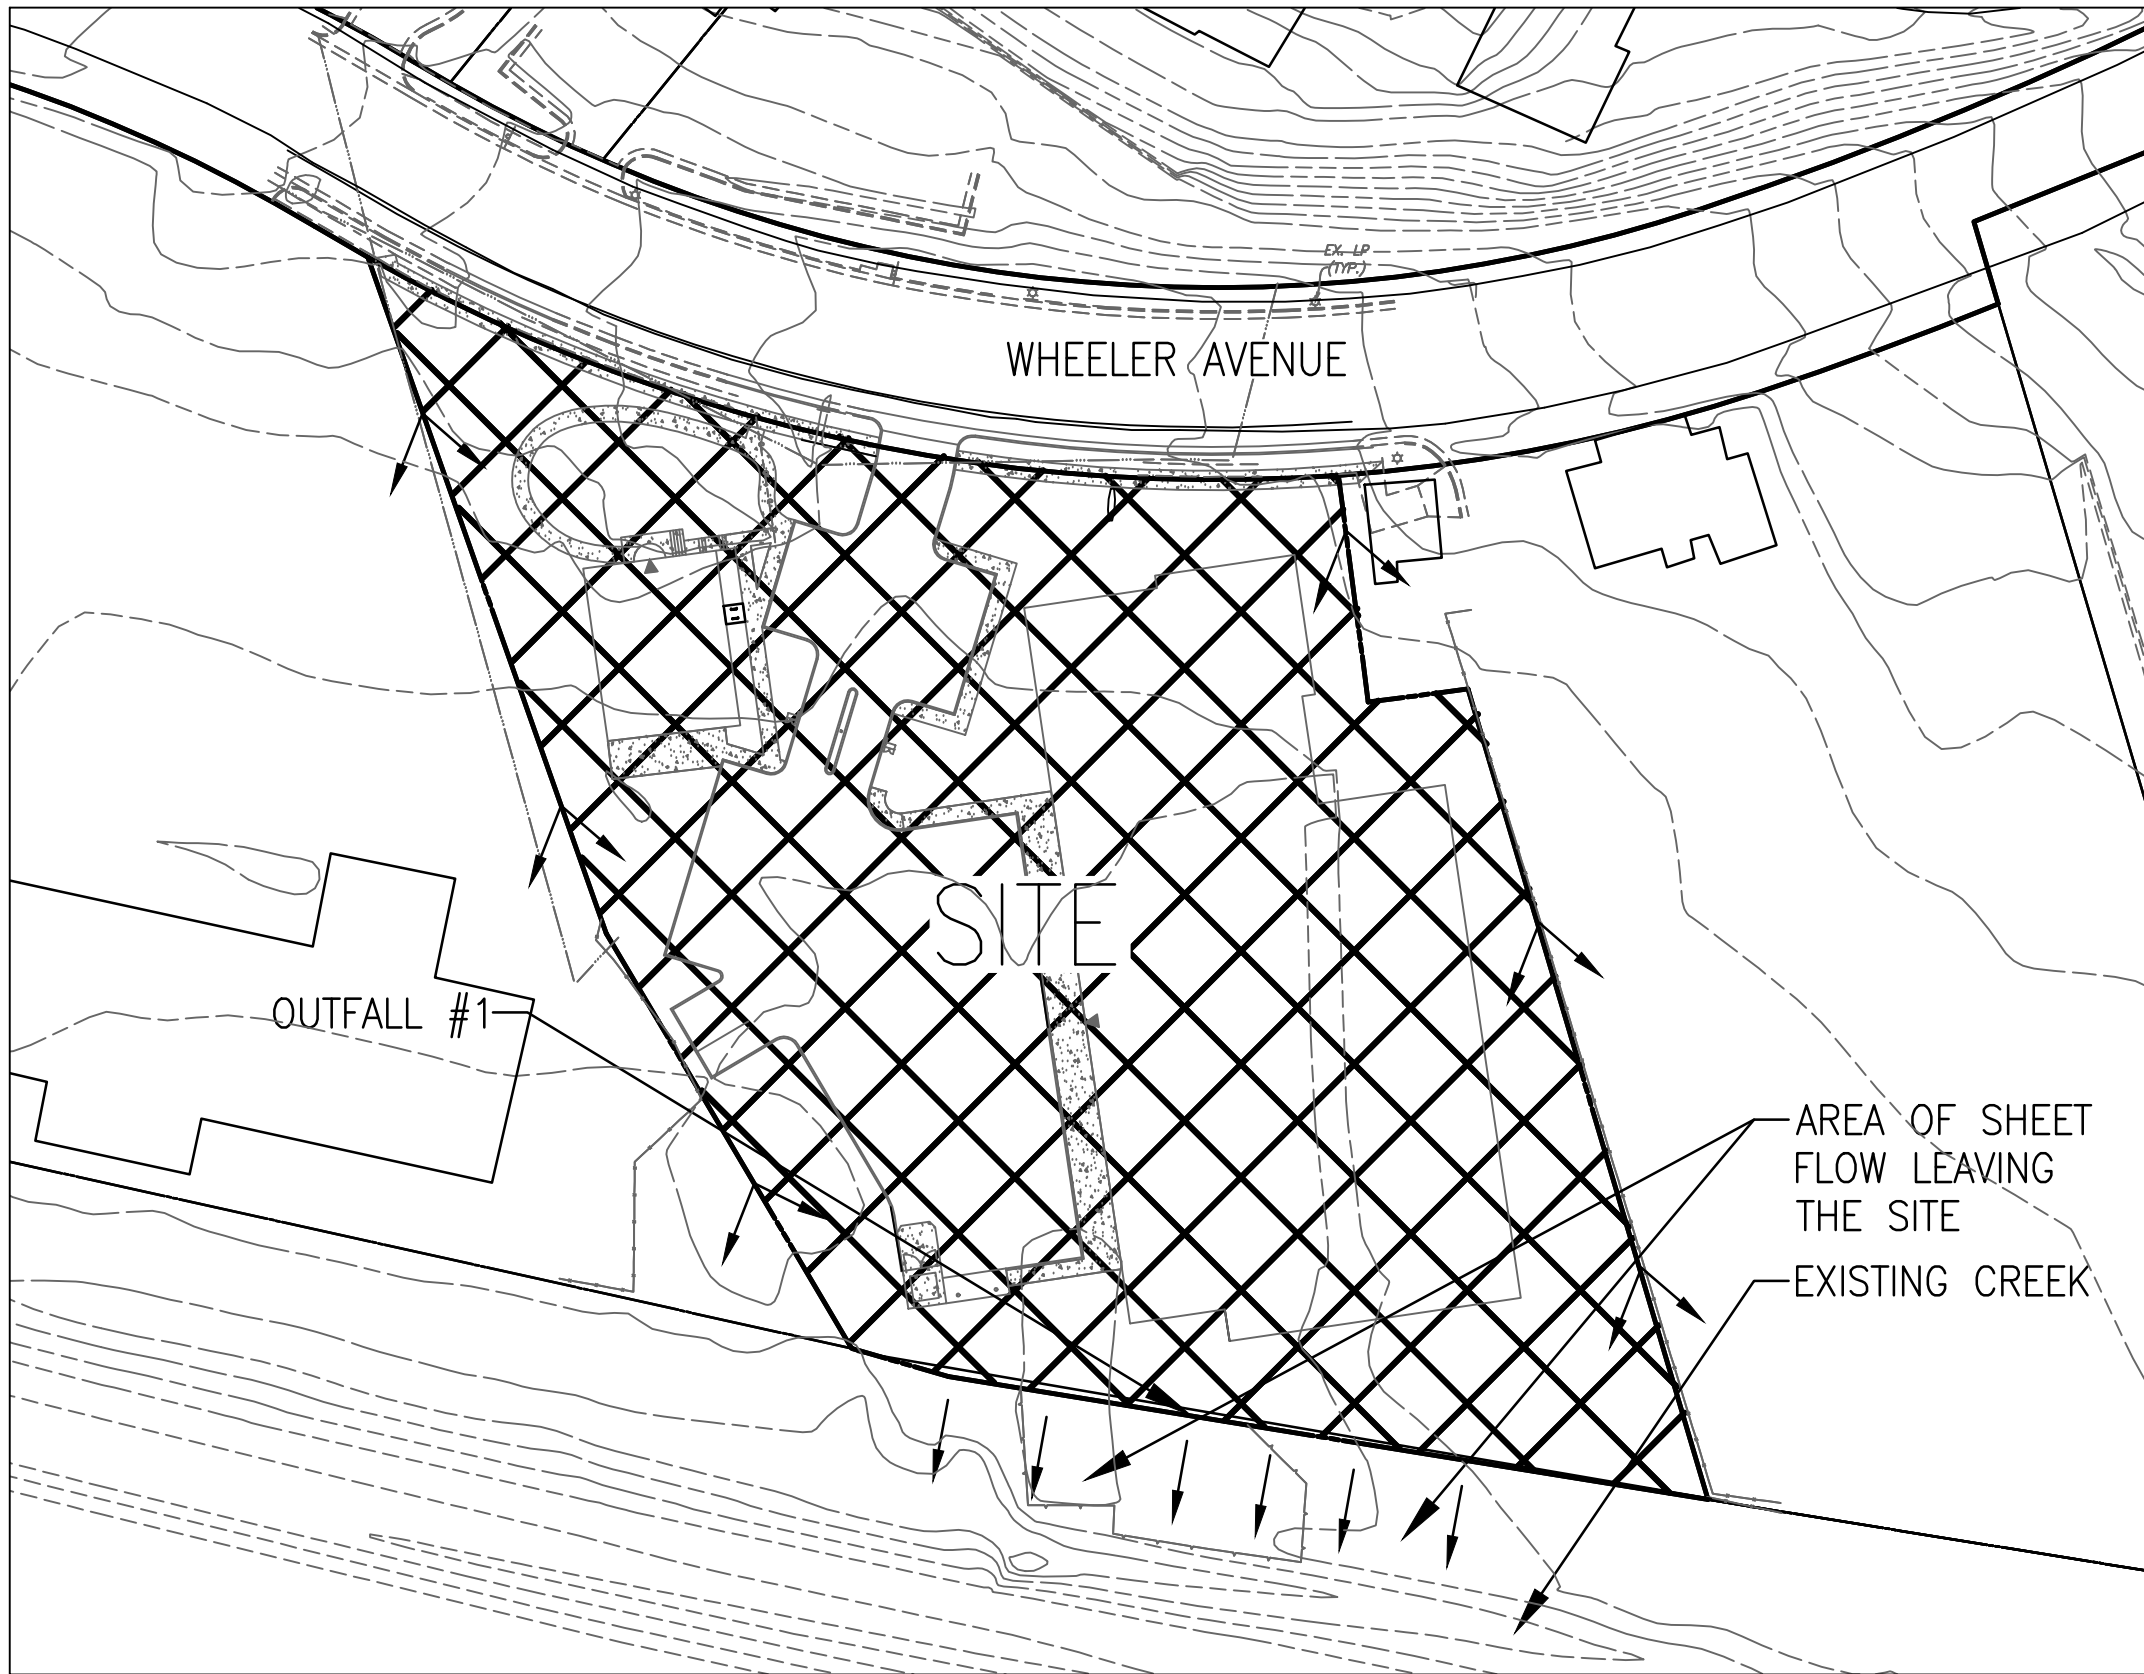 EX. LP
(TYP.)
WHEELER AVENUE
SITE
OUTFALL #1
AREA OF SHEET
FLOW LEAVING
THE SITE
EXISTING CREEK